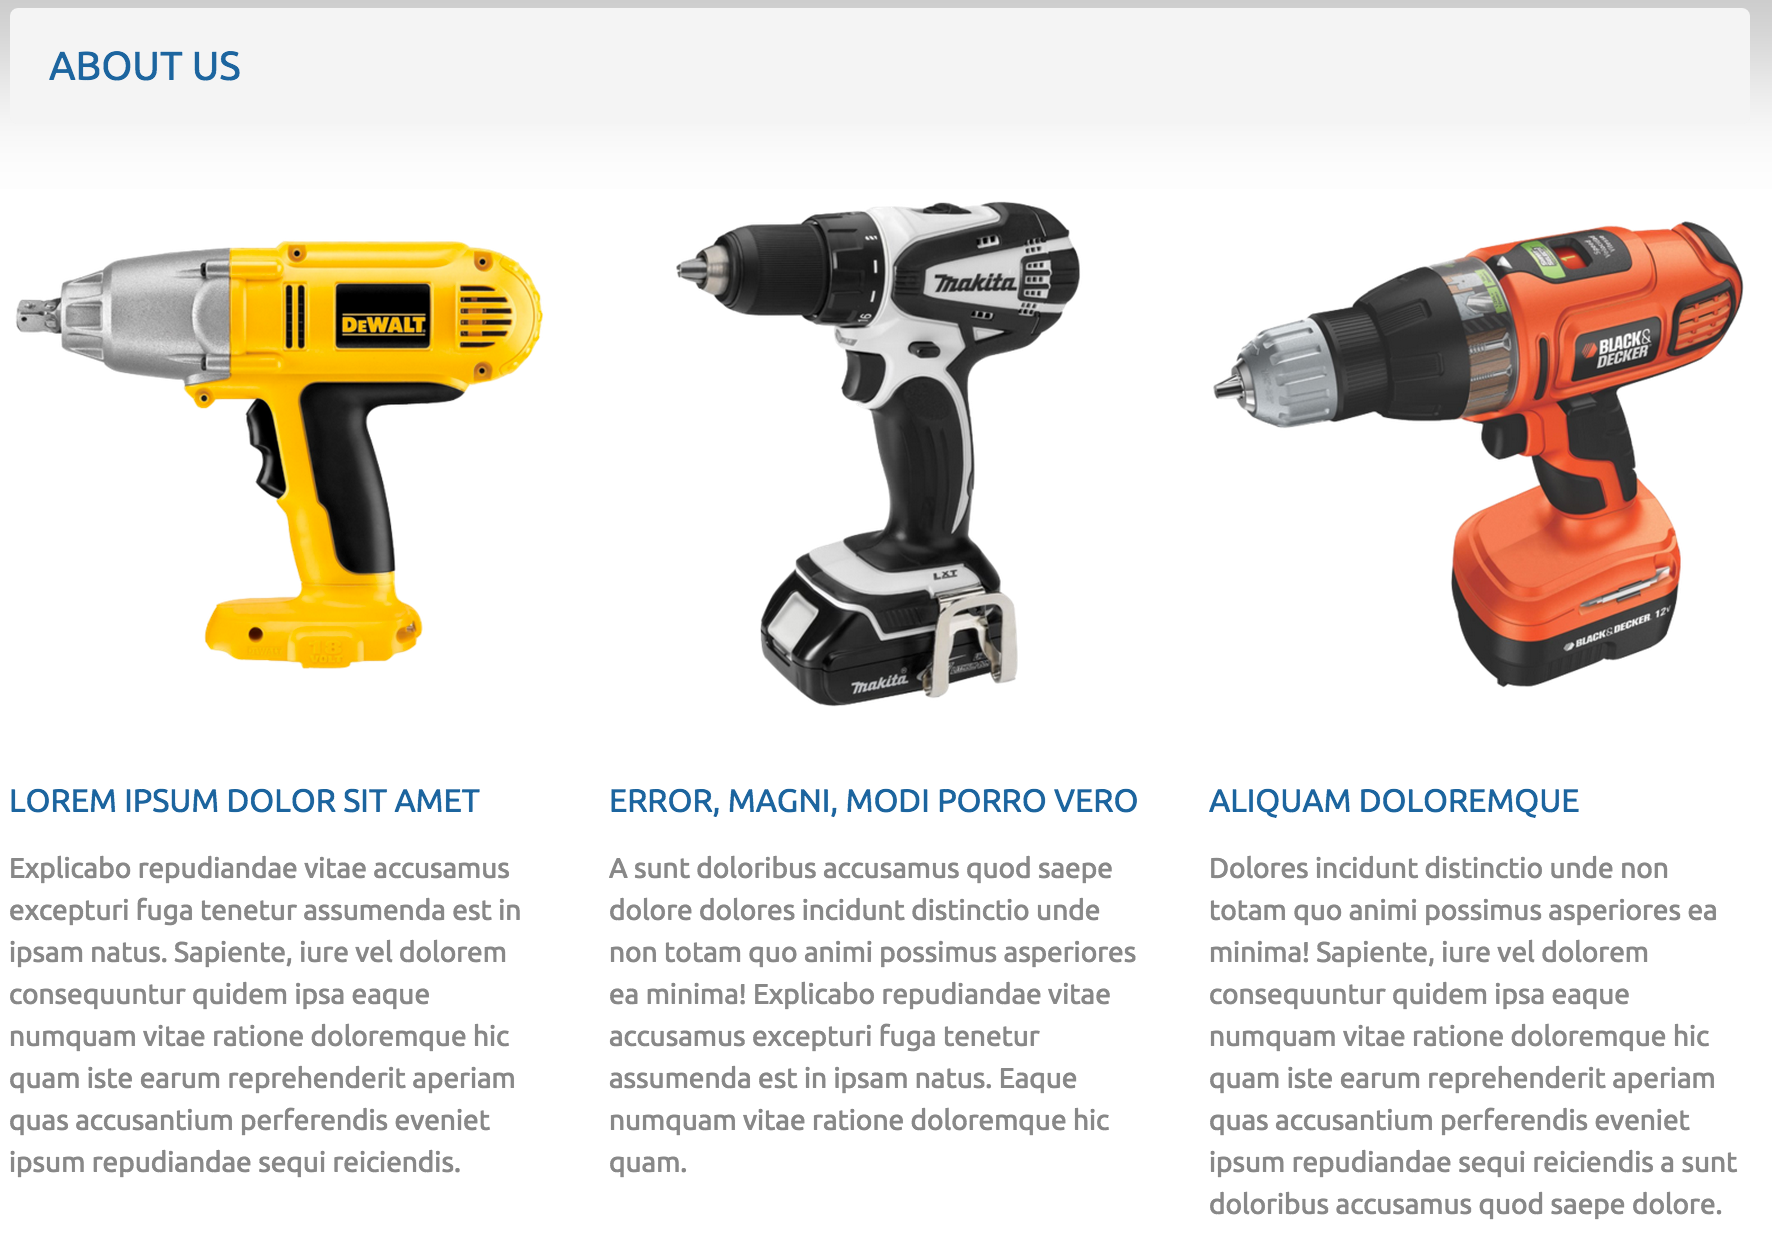 ABOUT US
DEWALT
18
VOLT
makita
LXT
makita
BLACK&
DECKER
BLACK&DECKER 12V
LOREM IPSUM DOLOR SIT AMET
Explicabo repudiandae vitae accusamus
excepturi fuga tenetur assumenda est in
ipsam natus. Sapiente, iure vel dolorem
consequuntur quidem ipsa eaque
numquam vitae ratione doloremque hic
quam iste earum reprehenderit aperiam
quas accusantium perferendis eveniet
ipsum repudiandae sequi reiciendis.
ERROR, MAGNI, MODI PORRO VERO
A sunt doloribus accusamus quod saepe
dolore dolores incidunt distinctio unde
non totam quo animi possimus asperiores
ea minima! Explicabo repudiandae vitae
accusamus excepturi fuga tenetur
assumenda est in ipsam natus. Eaque
numquam vitae ratione doloremque hic
quam.
ALIQUAM DOLOREMQUE
Dolores incidunt distinctio unde non
totam quo animi possimus asperiores ea
minima! Sapiente, iure vel dolorem
consequuntur quidem ipsa eaque
numquam vitae ratione doloremque hic
quam iste earum reprehenderit aperiam
quas accusantium perferendis eveniet
ipsum repudiandae sequi reiciendis a sunt
doloribus accusamus quod saepe dolore.